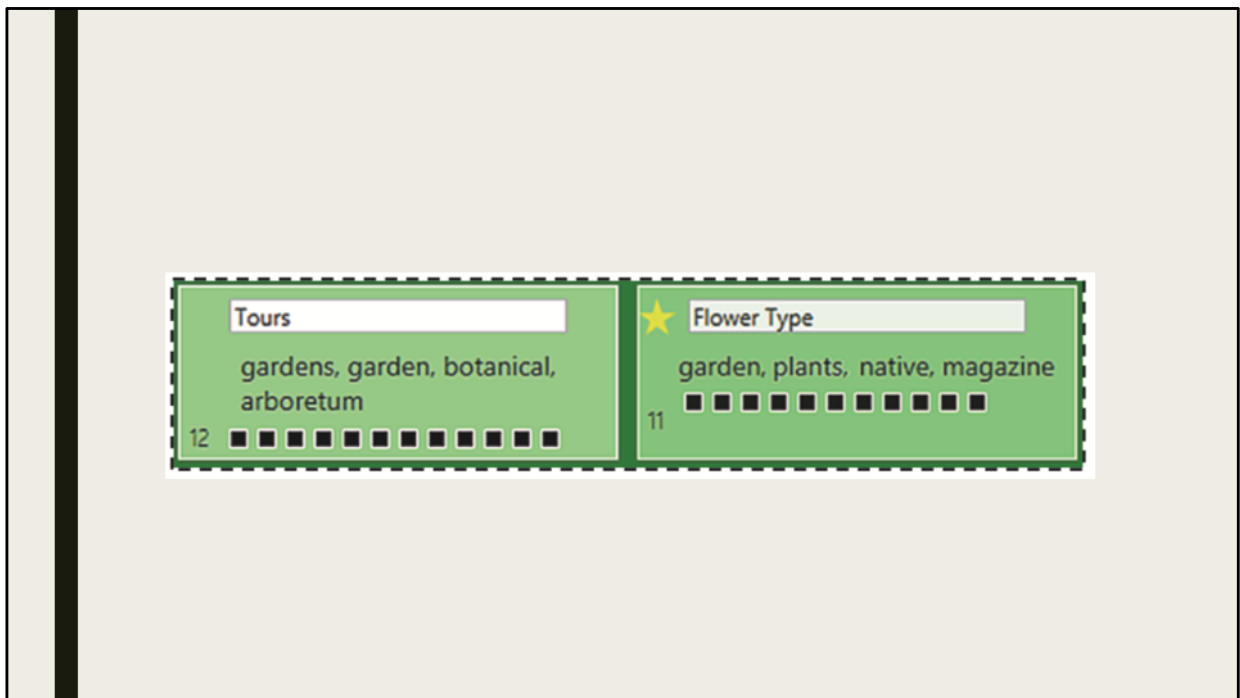 Tours
gardens, garden, botanical,
arboretum
12
Flower Type
garden, plants, native, magazine
11